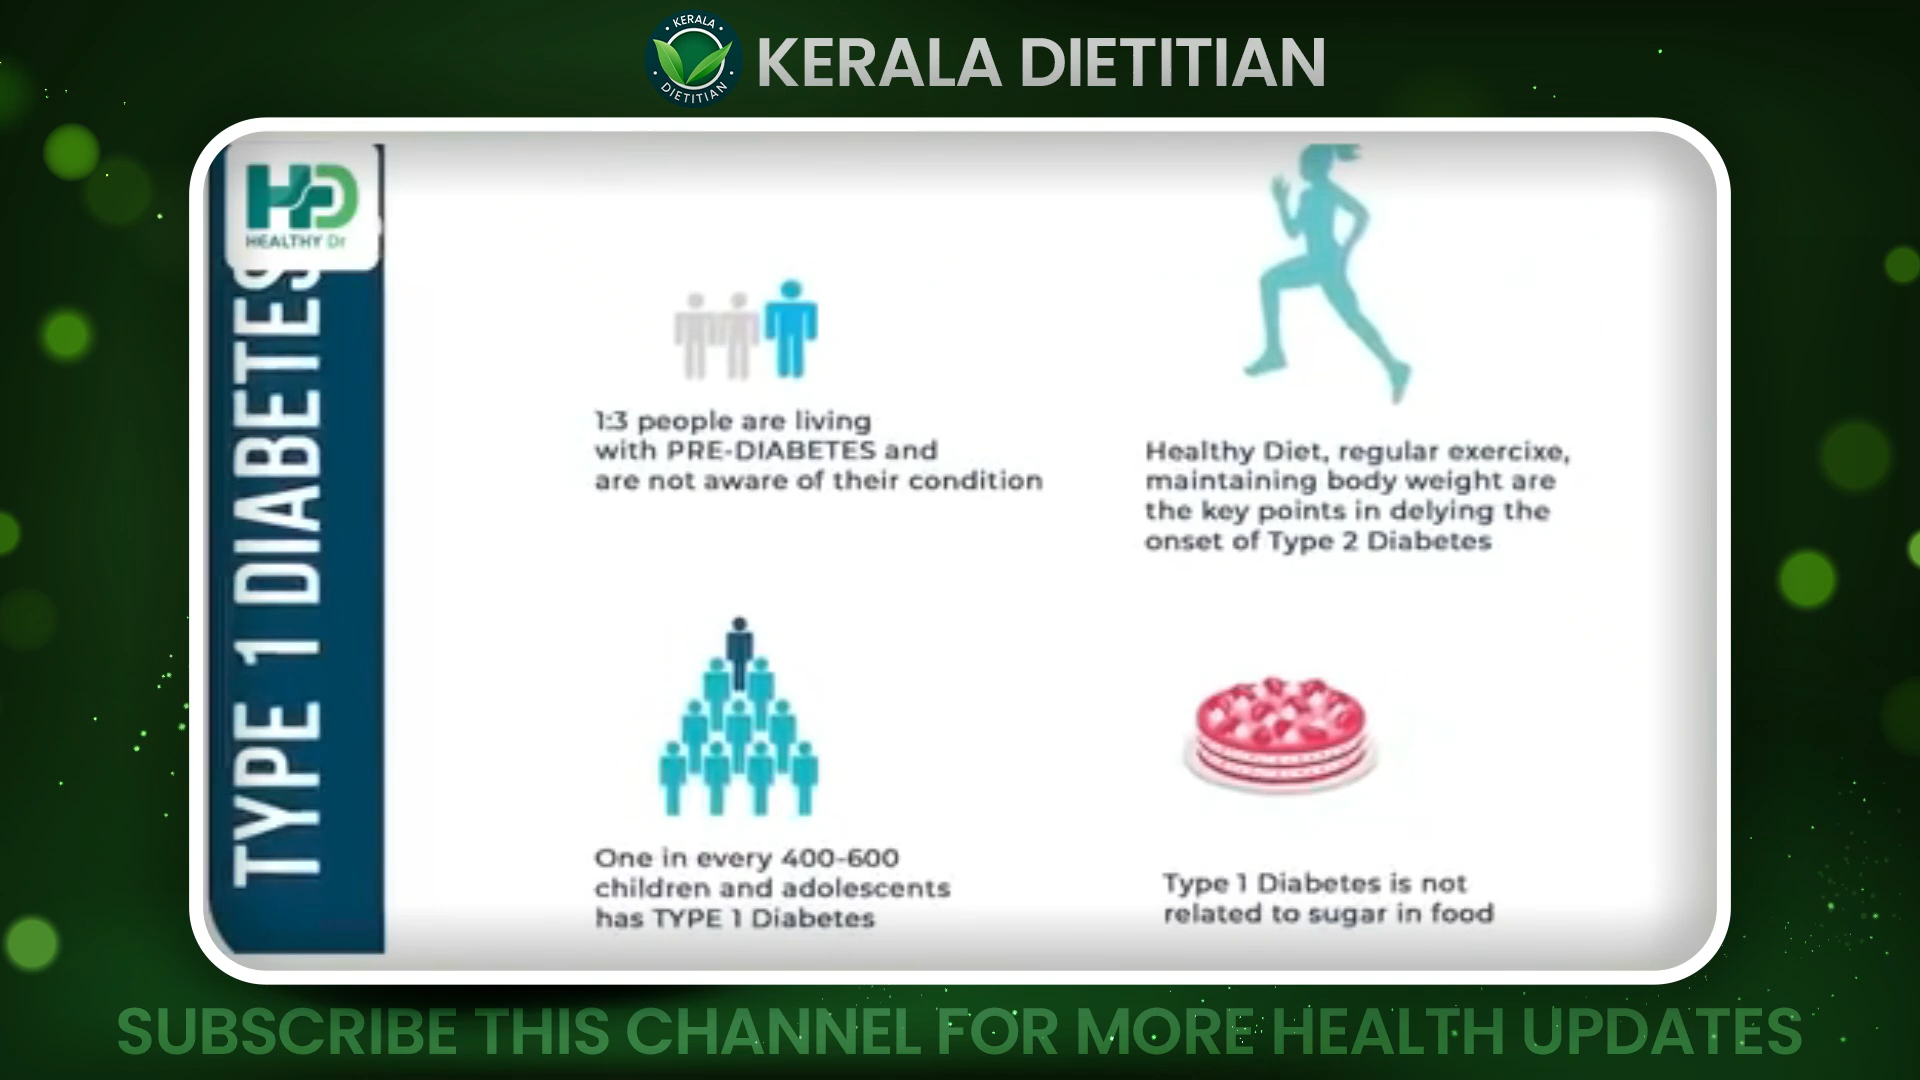 KERALA
DIETITIAN
KERALA DIETITIAN
HEALTHY Dr
TYPE 1 DIABETES
1:3 people are living
with PRE-DIABETES and
are not aware of their condition
Healthy Diet, regular exercixe,
maintaining body weight are
the key points in delying the
onset of Type 2 Diabetes
One in every 400-600
children and adolescents
has TYPE 1 Diabetes
Type 1 Diabetes is not
related to sugar in food
SUBSCRIBE THIS CHANNEL FOR MORE HEALTH UPDATES